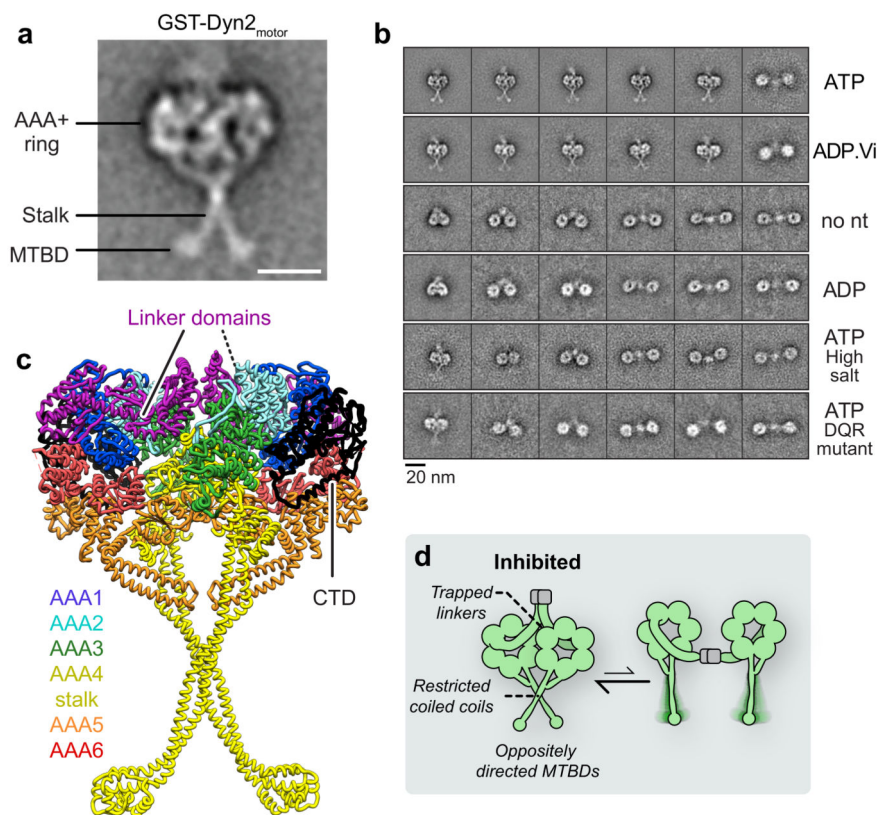 a
GST-Dyn2motor
AAA+
ring
Stalk
MTBD
b
ATP
ADP.Vi
no nt
ADP
ATP
High
salt
ATP
DQR
mutant
20 nm
c
Linker domains
CTD
AAA1
AAA2
AAA3
AAA4
stalk
AAA5
AAA6
d
Inhibited
Trapped
linkers
Restricted
coiled coils
Oppositely
directed MTBDs